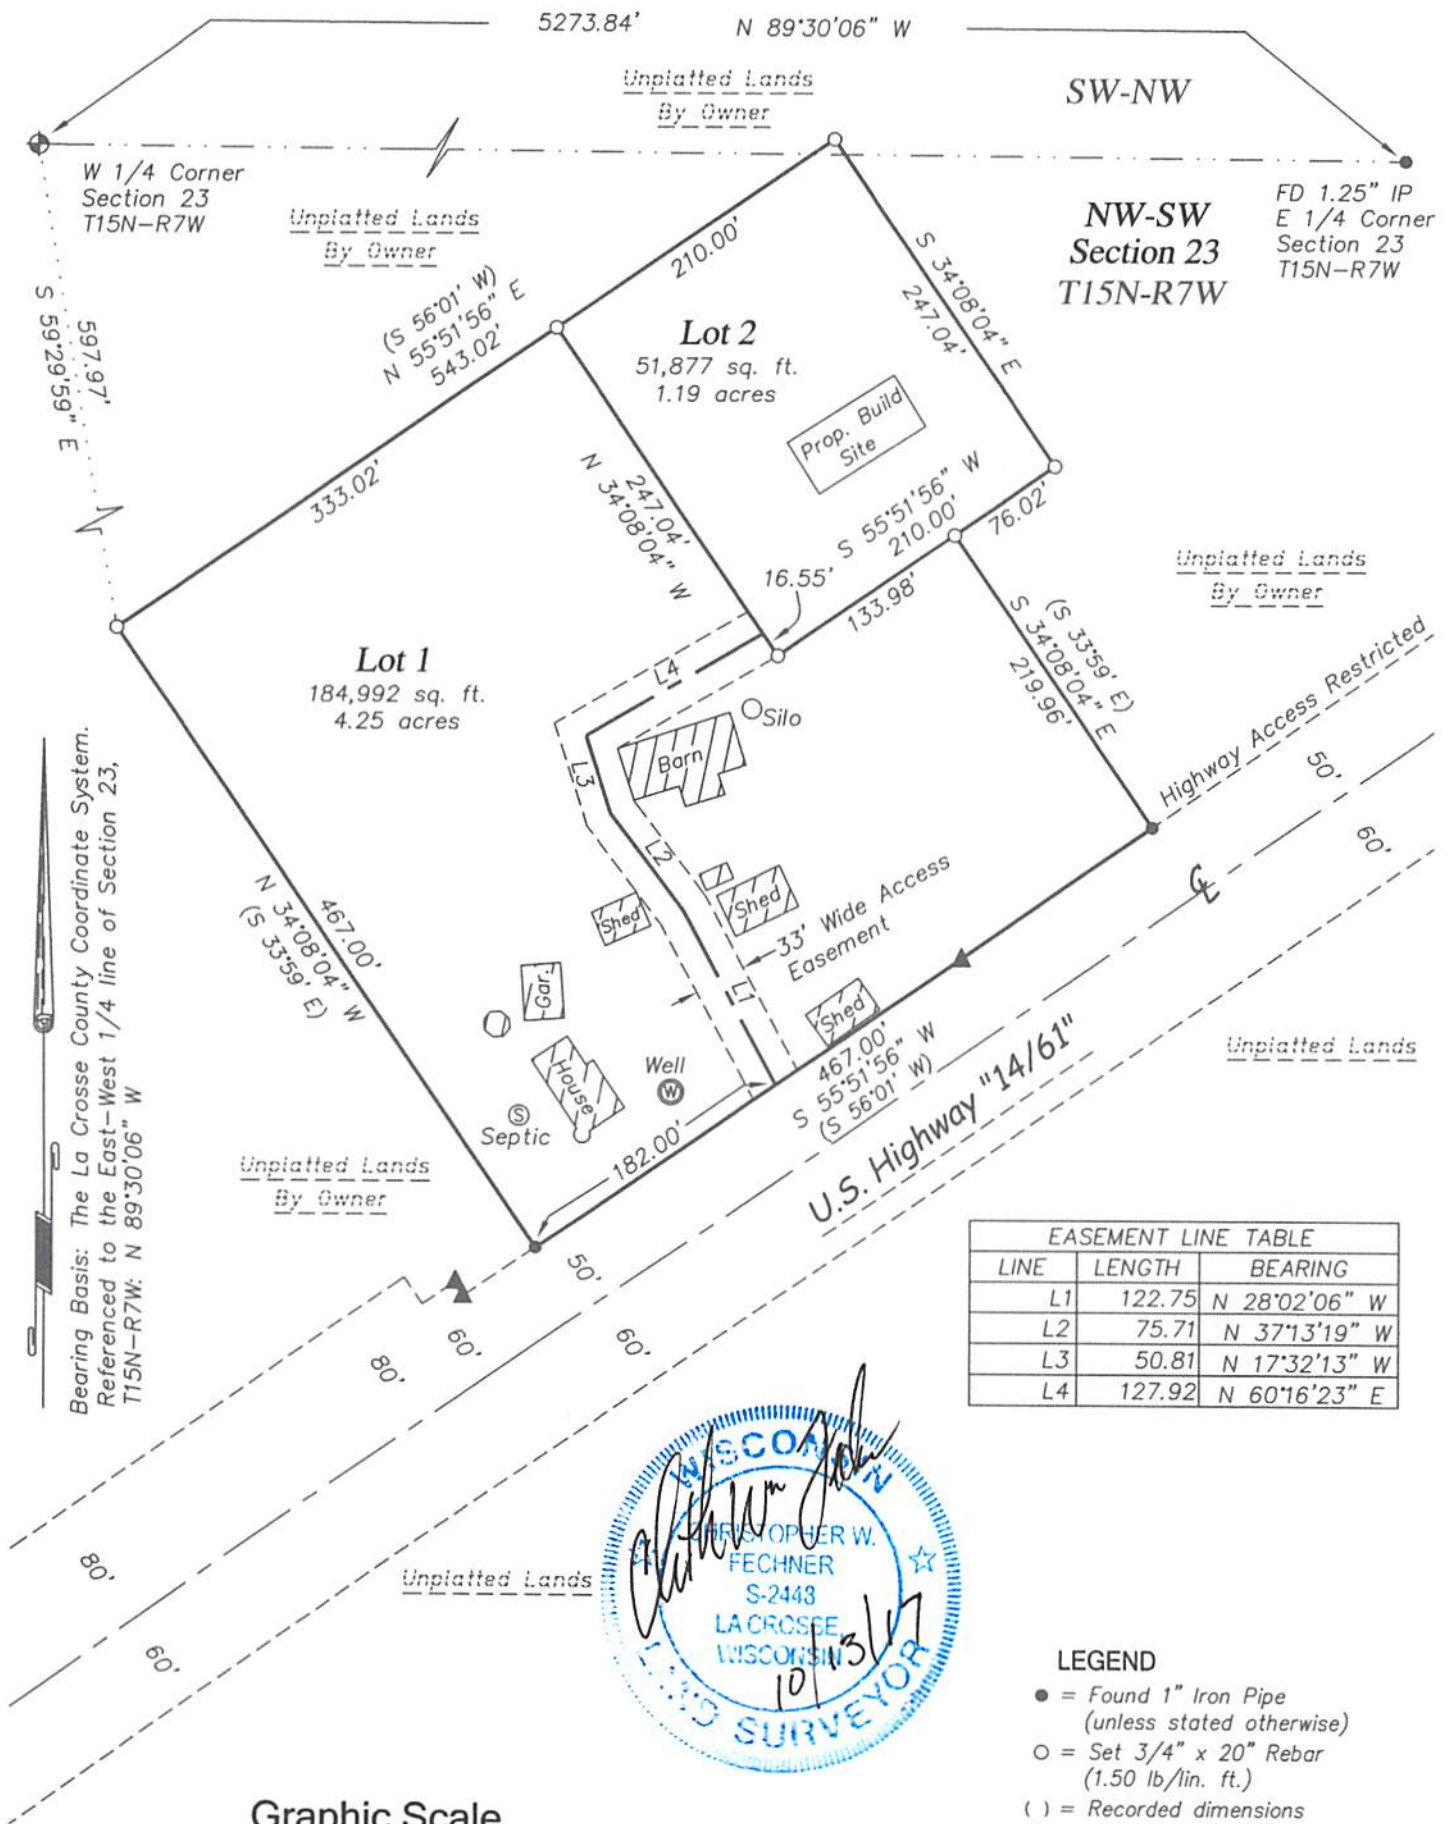 5273.84' N 89°30'06" W
Unplatted Lands
By Owner
SW-NW
W 1/4 Corner
Section 23
T15N-R7W
Unplatted Lands
By Owner
NW-SW
Section 23
T15N-R7W
FD 1.25" IP
E 1/4 Corner
Section 23
T15N-R7W
597.97'
S 59°29'59" E
(S 56°01' W)
N 55°51'56" E
543.02'
210.00'
S 34°08'04" E
247.04'
Lot 2
51,877 sq. ft.
1.19 acres
Prop. Build
Site
333.02'
247.04'
N 34°08'04" W
S 55°51'56" W
210.00'
76.02'
16.55'
133.98'
Unplatted Lands
By Owner
(S 33°59' E)
S 34°08'04" E
219.96'
Highway Access Restricted
Lot 1
184,992 sq. ft.
4.25 acres
L4
Silo
Barn
L3
L2
50'
60'
Shed
Shed
33' Wide Access
Easement
L1
Shed
467.00'
N 34°08'04" W
(S 33°59' E)
Gar.
House
Well
W
S
Septic
182.00'
467.00'
S 55°51'56" W
(S 56°01' W)
U.S. Highway "14/61"
Unplatted Lands
Unplatted Lands
By Owner
Bearing Basis: The La Crosse County Coordinate System.
Referenced to the East-West 1/4 line of Section 23,
T15N-R7W: N 89°30'06" W
50'
60'
60'
80'
80'
60'
EASEMENT LINE TABLE
LINE LENGTH BEARING
L1 122.75 N 28°02'06" W
L2 75.71 N 37°13'19" W
L3 50.81 N 17°32'13" W
L4 127.92 N 60°16'23" E
Unplatted Lands
WISCONSIN
CHRISTOPHER W.
FECHNER
S-2448
LA CROSSE,
WISCONSIN
10/13/17
LAND SURVEYOR
LEGEND
● = Found 1" Iron Pipe
(unless stated otherwise)
○ = Set 3/4" x 20" Rebar
(1.50 lb/lin. ft.)
( ) = Recorded dimensions
Graphic Scale